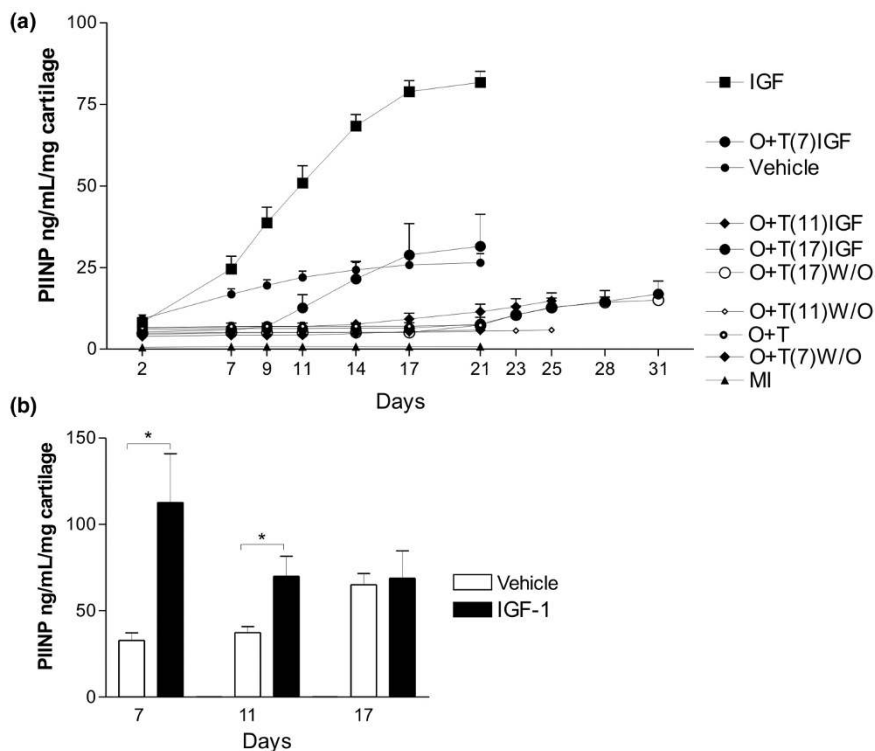 (a)
PIINP ng/mL/mg cartilage
100
75
50
25
0
2 7 9 11 14 17 21 23 25 28 31
Days
IGF
O+T(7)IGF
Vehicle
O+T(11)IGF
O+T(17)IGF
O+T(17)W/O
O+T(11)W/O
O+T
O+T(7)W/O
MI
(b)
PIINP ng/mL/mg cartilage
150
100
50
0
* *
7 11 17
Days
Vehicle
IGF-1